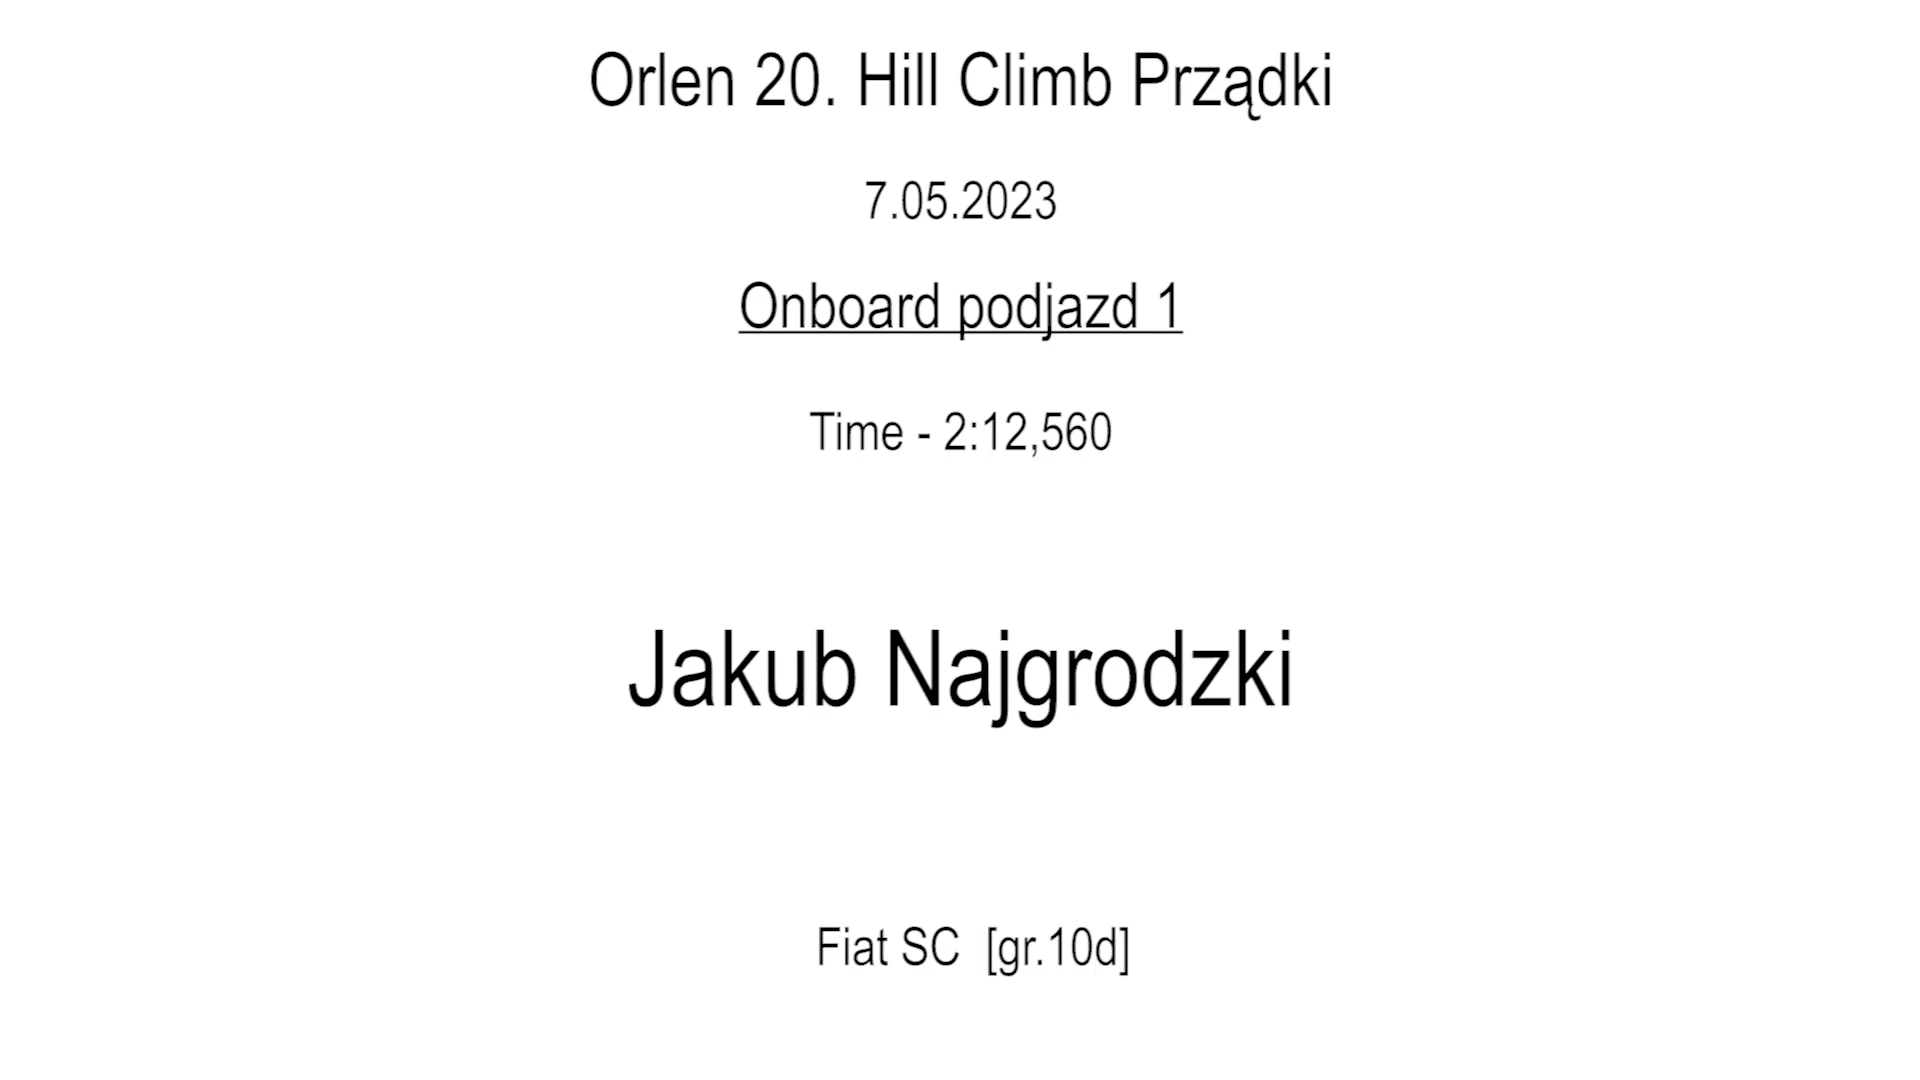 Orlen 20. Hill Climb Prządki
7.05.2023
Onboard podjazd 1
Time - 2:12,560
Jakub Najgrodzki
Fiat SC  [gr.10d]